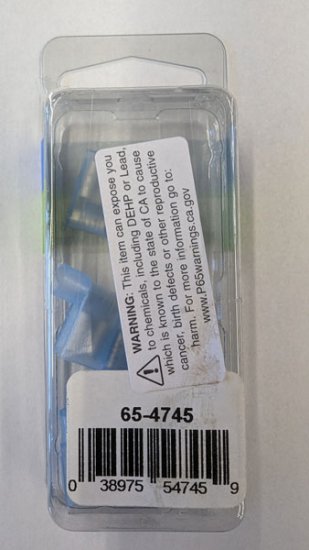 WARNING: This item can expose you
to chemicals, including DEHP or Lead,
which is known to the state of CA to cause
cancer, birth defects or other reproductive
harm. For more information go to:
www.P65warnings.ca.gov
65-4745
0 38975 54745 9